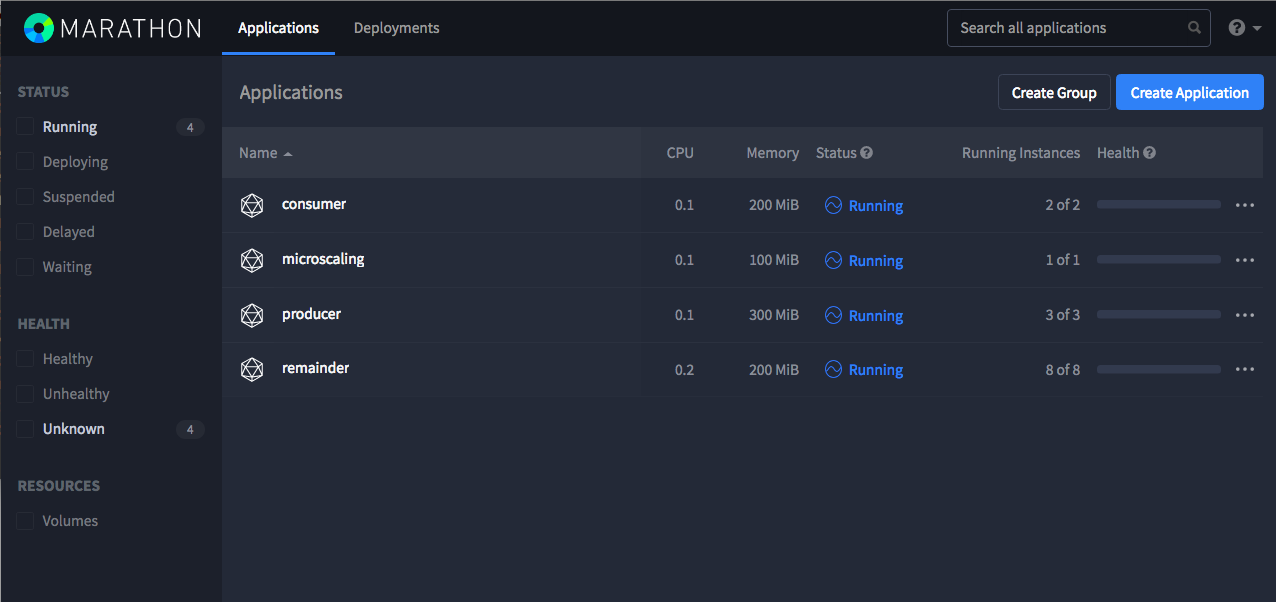 MARATHON Applications Deployments Search all applications
STATUS
Running 4
Deploying
Suspended
Delayed
Waiting
HEALTH
Healthy
Unhealthy
Unknown 4
RESOURCES
Volumes
Applications Create Group Create Application
Name CPU Memory Status Running Instances Health
consumer 0.1 200 MiB Running 2 of 2
microscaling 0.1 100 MiB Running 1 of 1
producer 0.1 300 MiB Running 3 of 3
remainder 0.2 200 MiB Running 8 of 8